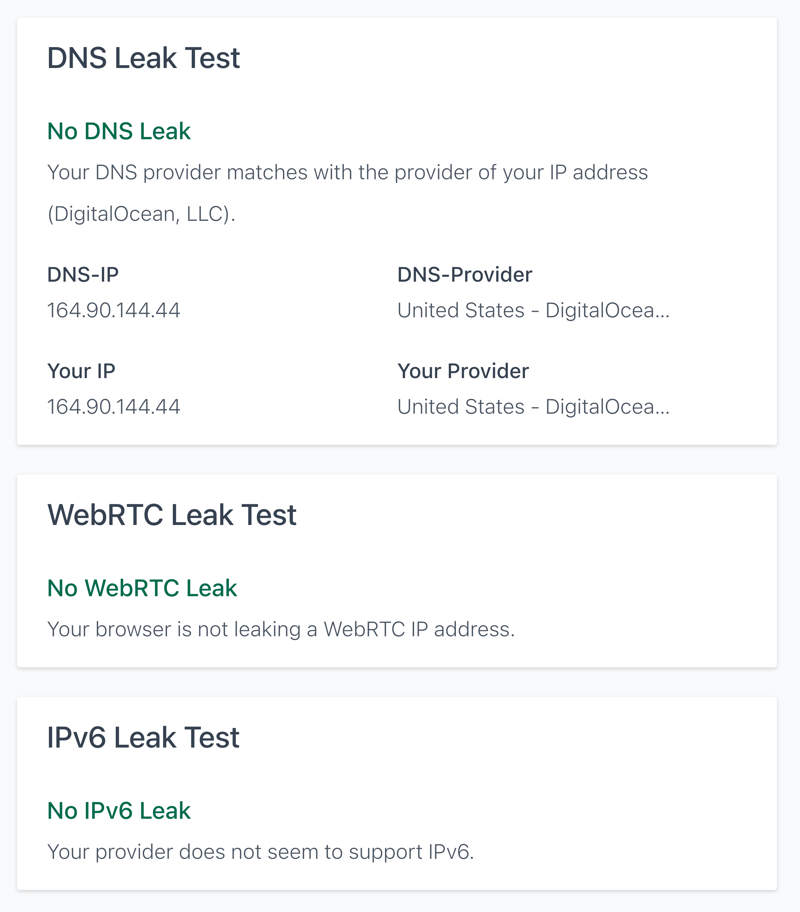 DNS Leak Test
No DNS Leak
Your DNS provider matches with the provider of your IP address
(DigitalOcean, LLC).
DNS-IP
DNS-Provider
164.90.144.44
United States - DigitalOcea...
Your IP
Your Provider
164.90.144.44
United States - DigitalOcea...
WebRTC Leak Test
No WebRTC Leak
Your browser is not leaking a WebRTC IP address.
IPv6 Leak Test
No IPv6 Leak
Your provider does not seem to support IPv6.